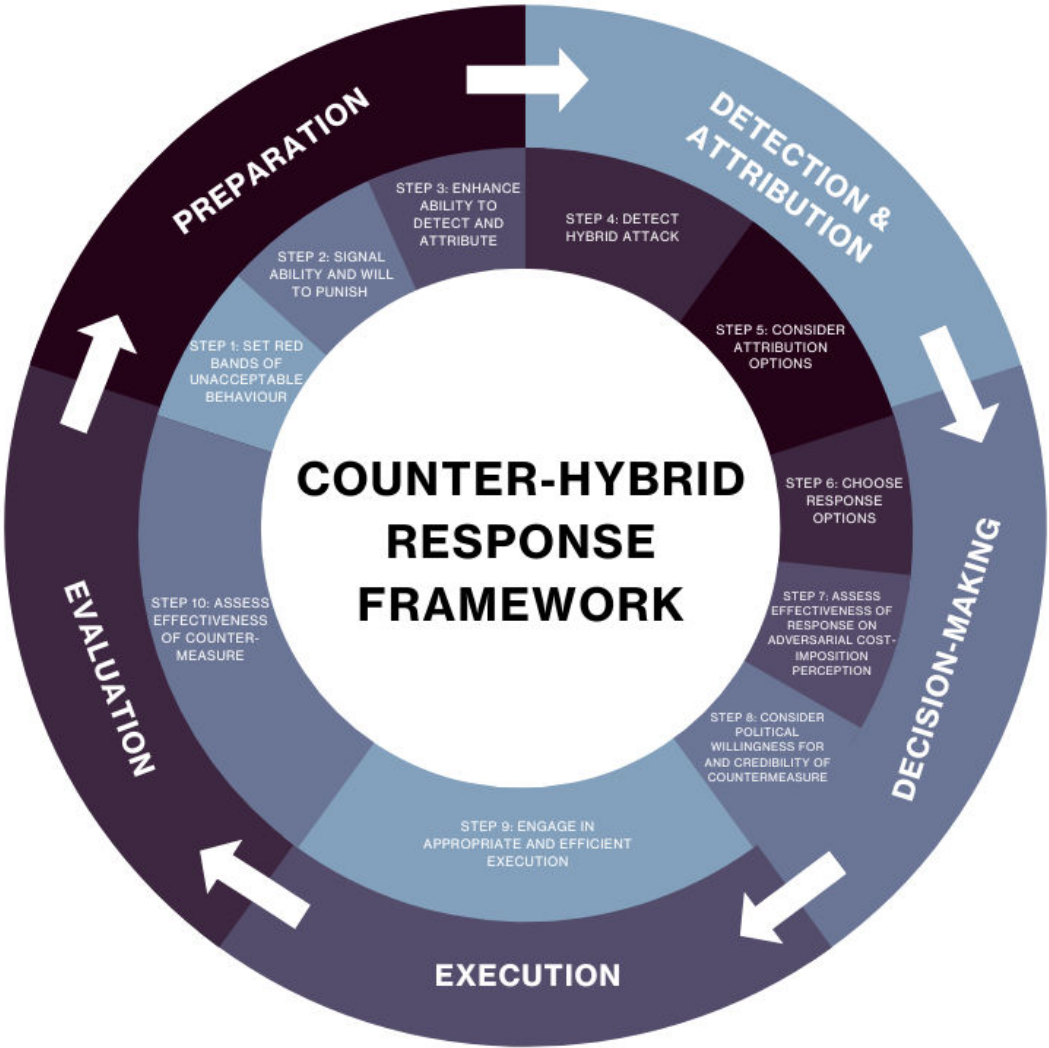 PREPARATION
DETECTION &
ATTRIBUTION
DECISION-MAKING
EXECUTION
EVALUATION
STEP 1: SET RED
BANDS OF
UNACCEPTABLE
BEHAVIOUR
STEP 2: SIGNAL
ABILITY AND WILL
TO PUNISH
STEP 3: ENHANCE
ABILITY TO
DETECT AND
ATTRIBUTE
STEP 4: DETECT
HYBRID ATTACK
STEP 5: CONSIDER
ATTRIBUTION
OPTIONS
STEP 6: CHOOSE
RESPONSE
OPTIONS
STEP 7: ASSESS
EFFECTIVENESS OF
RESPONSE ON
ADVERSARIAL COST-
IMPOSITION
PERCEPTION
STEP 8: CONSIDER
POLITICAL
WILLINGNESS FOR
AND CREDIBILITY OF
COUNTERMEASURE
STEP 9: ENGAGE IN
APPROPRIATE AND EFFICIENT
EXECUTION
STEP 10: ASSESS
EFFECTIVENESS
OF COUNTER-
MEASURE
COUNTER-HYBRID
RESPONSE
FRAMEWORK